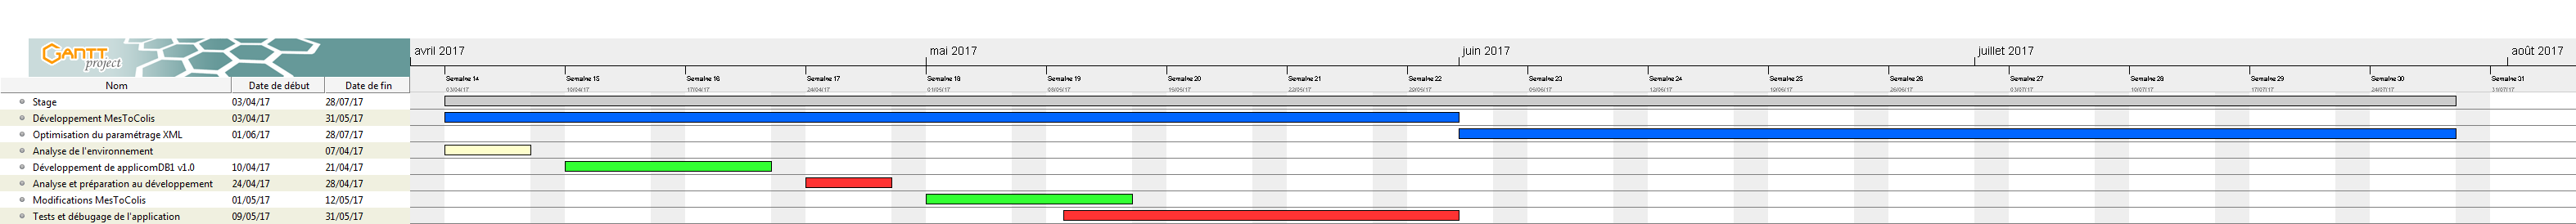 GANTT
project
avril 2017 mai 2017 juin 2017 juillet 2017 août 2017
Semaine 14 Semaine 15 Semaine 16 Semaine 17 Semaine 18 Semaine 19 Semaine 20 Semaine 21 Semaine 22 Semaine 23 Semaine 24 Semaine 25 Semaine 26 Semaine 27 Semaine 28 Semaine 29 Semaine 30 Semaine 31
Nom Date de début Date de fin
03/04/17 10/04/17 17/04/17 24/04/17 01/05/17 08/05/17 15/05/17 22/05/17 29/05/17 05/06/17 12/06/17 19/06/17 26/06/17 03/07/17 10/07/17 17/07/17 24/07/17 31/07/17
Stage 03/04/17 28/07/17
Développement MesToColis 03/04/17 31/05/17
Optimisation du paramétrage XML 01/06/17 28/07/17
Analyse de l'environnement 07/04/17
Développement de applicomDB1 v1.0 10/04/17 21/04/17
Analyse et préparation au développement 24/04/17 28/04/17
Modifications MesToColis 01/05/17 12/05/17
Tests et débugage de l'application 09/05/17 31/05/17